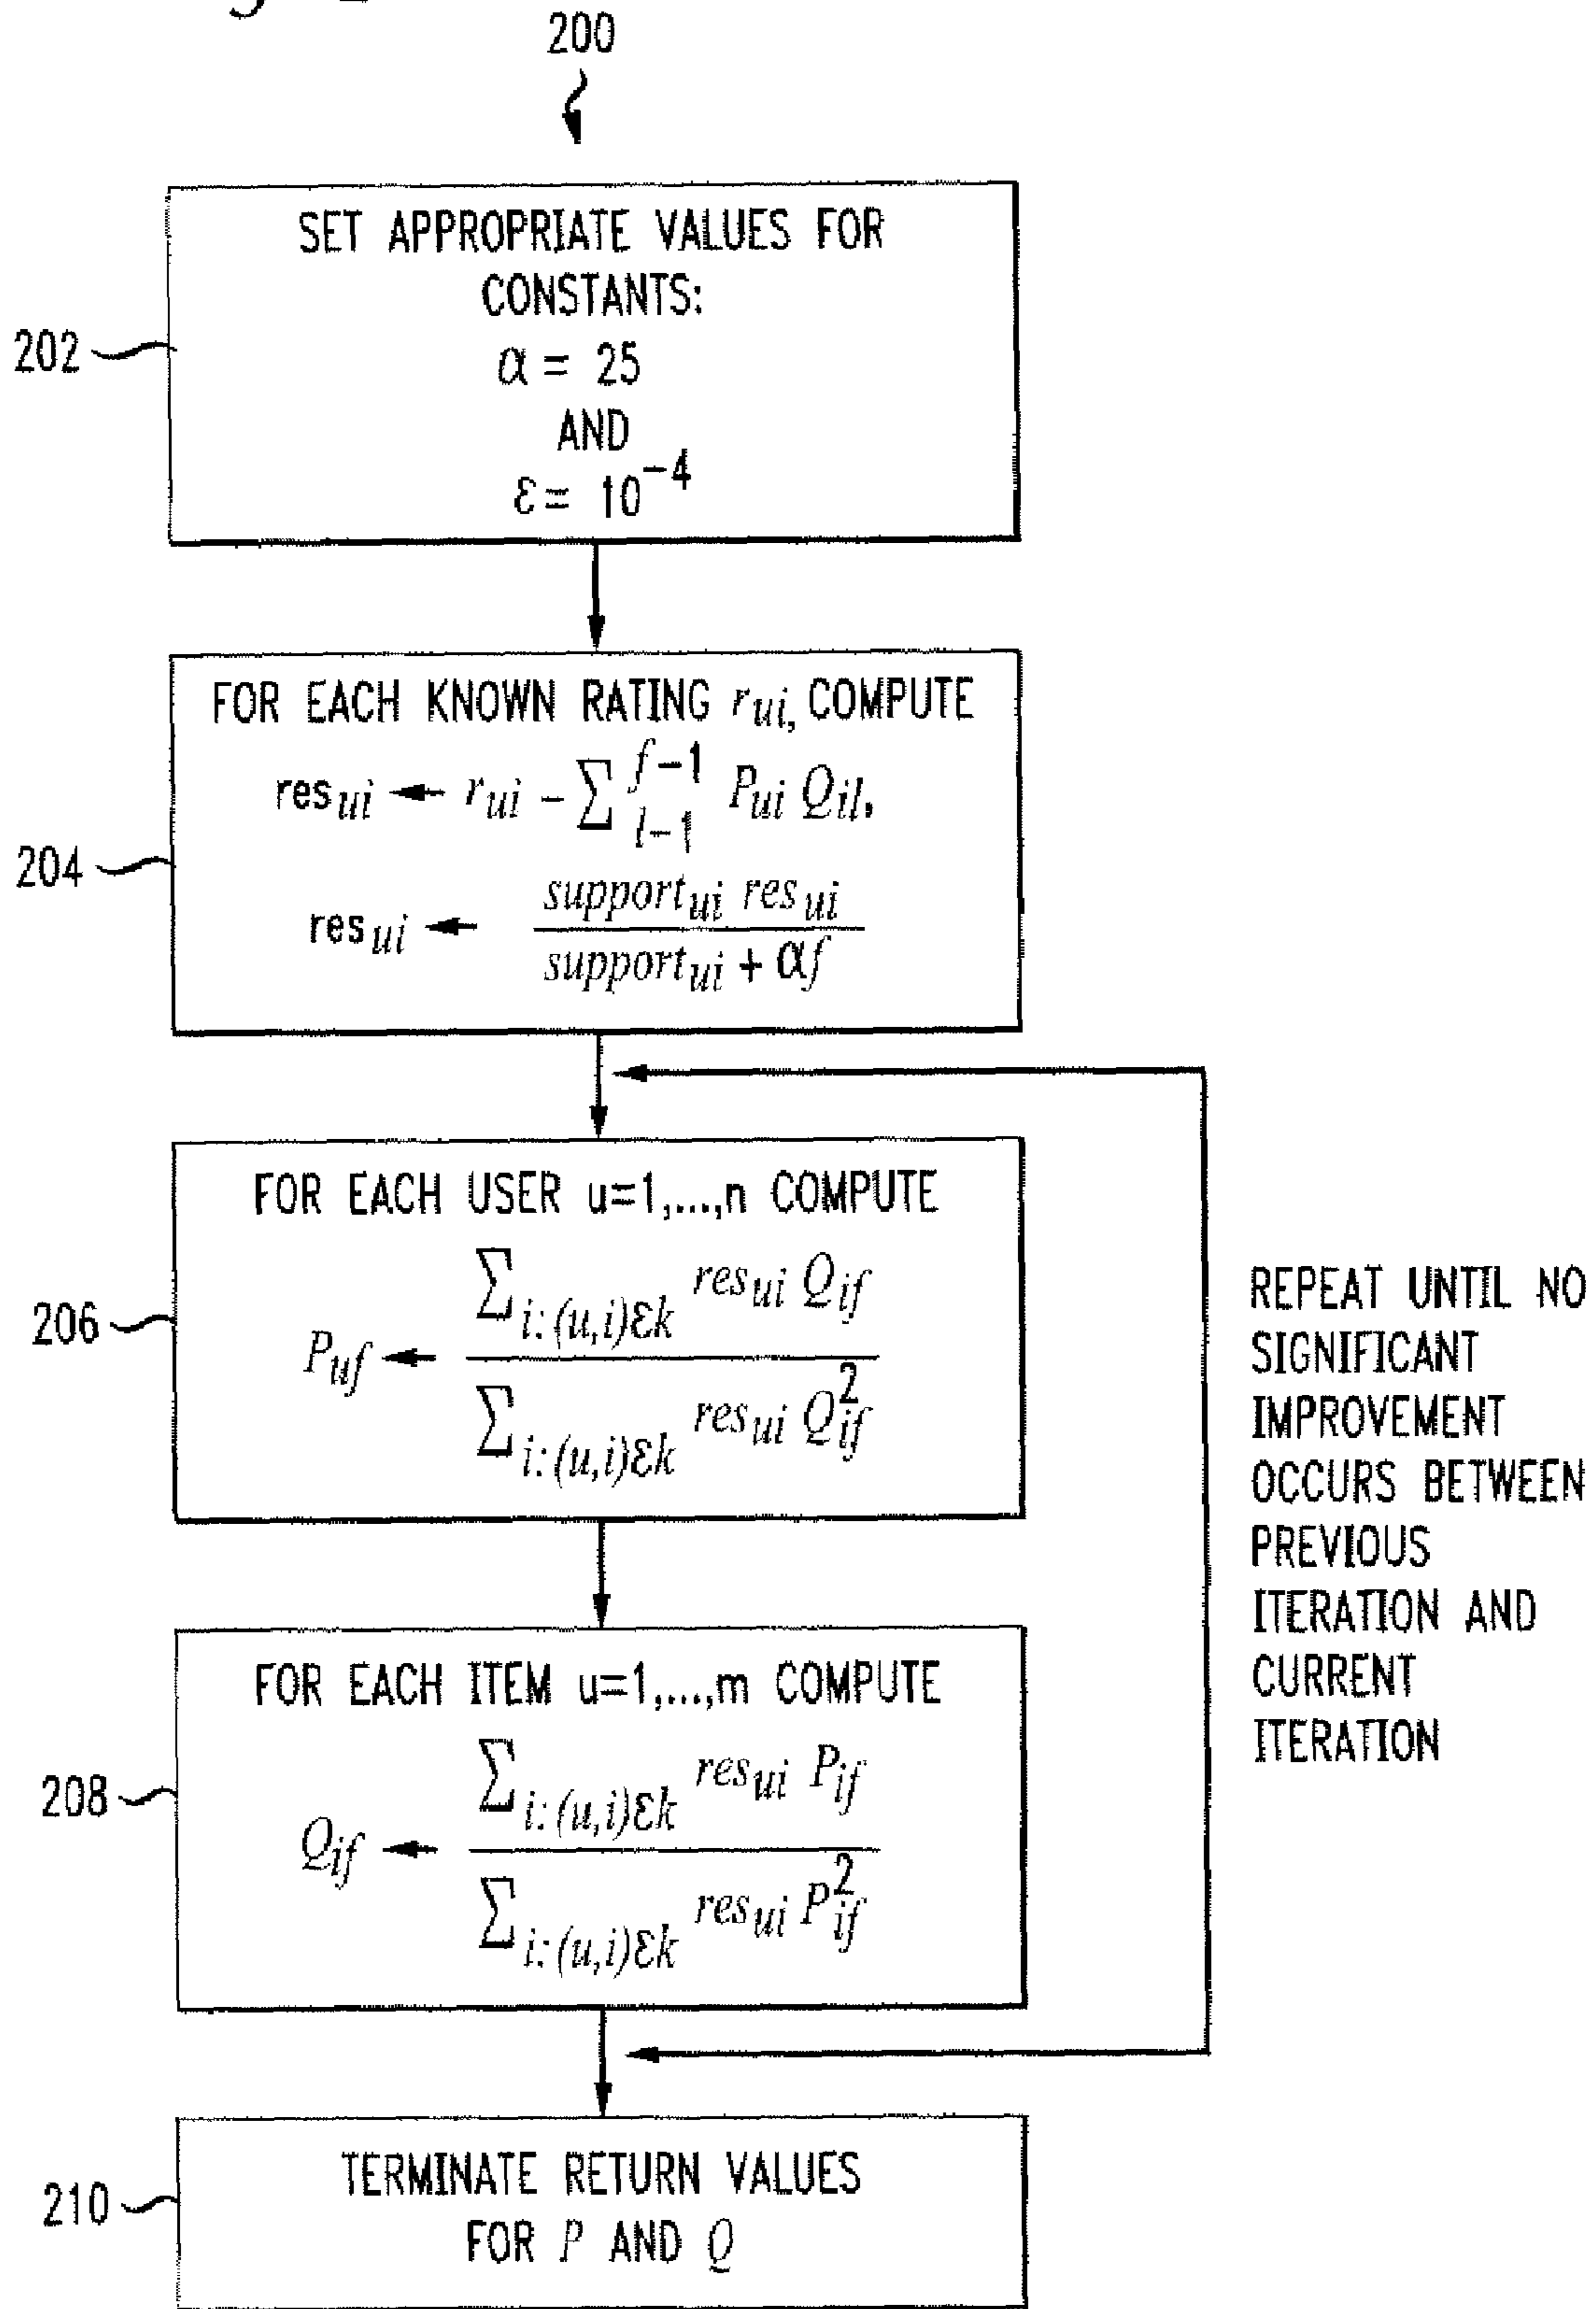 200
202
SET APPROPRIATE VALUES FOR
CONSTANTS:
α = 25
AND
ε = 10^-4
204
FOR EACH KNOWN RATING r_ui, COMPUTE
res_ui ← r_ui - Σ_{l-1}^{f-1} P_ui Q_il,
res_ui ← support_ui res_ui / support_ui + αf
206
FOR EACH USER u=1,...,n COMPUTE
P_uf ← Σ_{i:(u,i)εk} res_ui Q_if / Σ_{i:(u,i)εk} res_ui Q_if^2
208
FOR EACH ITEM u=1,...,m COMPUTE
Q_if ← Σ_{i:(u,i)εk} res_ui P_if / Σ_{i:(u,i)εk} res_ui P_if^2
REPEAT UNTIL NO
SIGNIFICANT
IMPROVEMENT
OCCURS BETWEEN
PREVIOUS
ITERATION AND
CURRENT
ITERATION
210
TERMINATE RETURN VALUES
FOR P AND Q